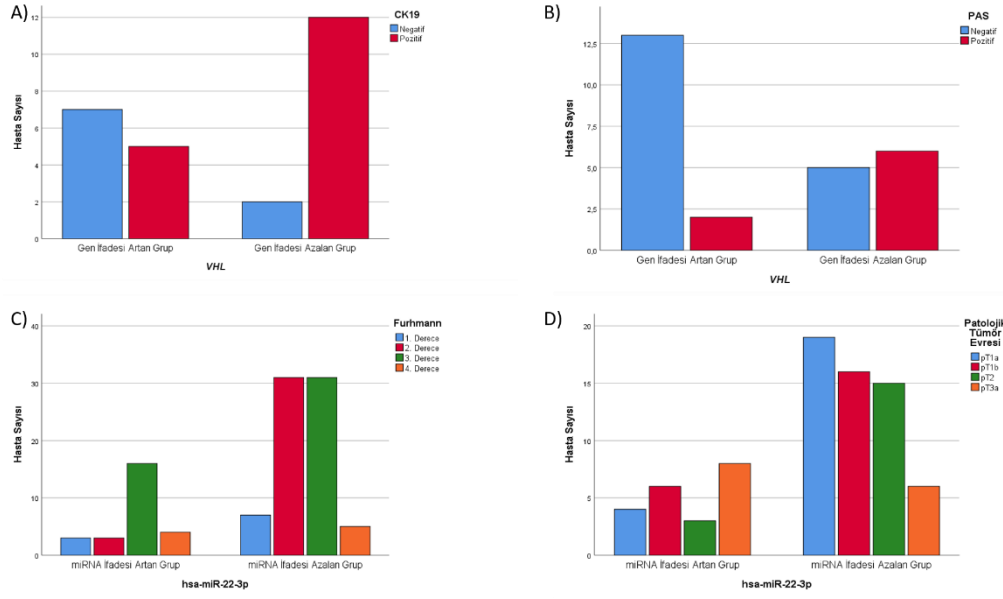 A)
CK19
Negatif
Pozitif
Hasta Sayısı
12
10
8
6
4
2
0
Gen İfadesi Artan Grup
Gen İfadesi Azalan Grup
VHL
B)
PAS
Negatif
Pozitif
Hasta Sayısı
12,5
10,0
7,5
5,0
2,5
0,0
Gen İfadesi Artan Grup
Gen İfadesi Azalan Grup
VHL
C)
Furhmann
1. Derece
2. Derece
3. Derece
4. Derece
Hasta Sayısı
40
30
20
10
0
miRNA İfadesi Artan Grup
miRNA İfadesi Azalan Grup
hsa-miR-22-3p
D)
Patolojik
Tümör
Evresi
pT1a
pT1b
pT2
pT3a
Hasta Sayısı
20
15
10
5
0
miRNA İfadesi Artan Grup
miRNA İfadesi Azalan Grup
hsa-miR-22-3p